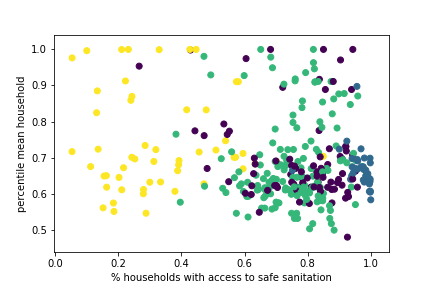 1.0
0.9
0.8
0.7
0.6
0.5
percentile mean household
0.0 0.2 0.4 0.6 0.8 1.0
% households with access to safe sanitation